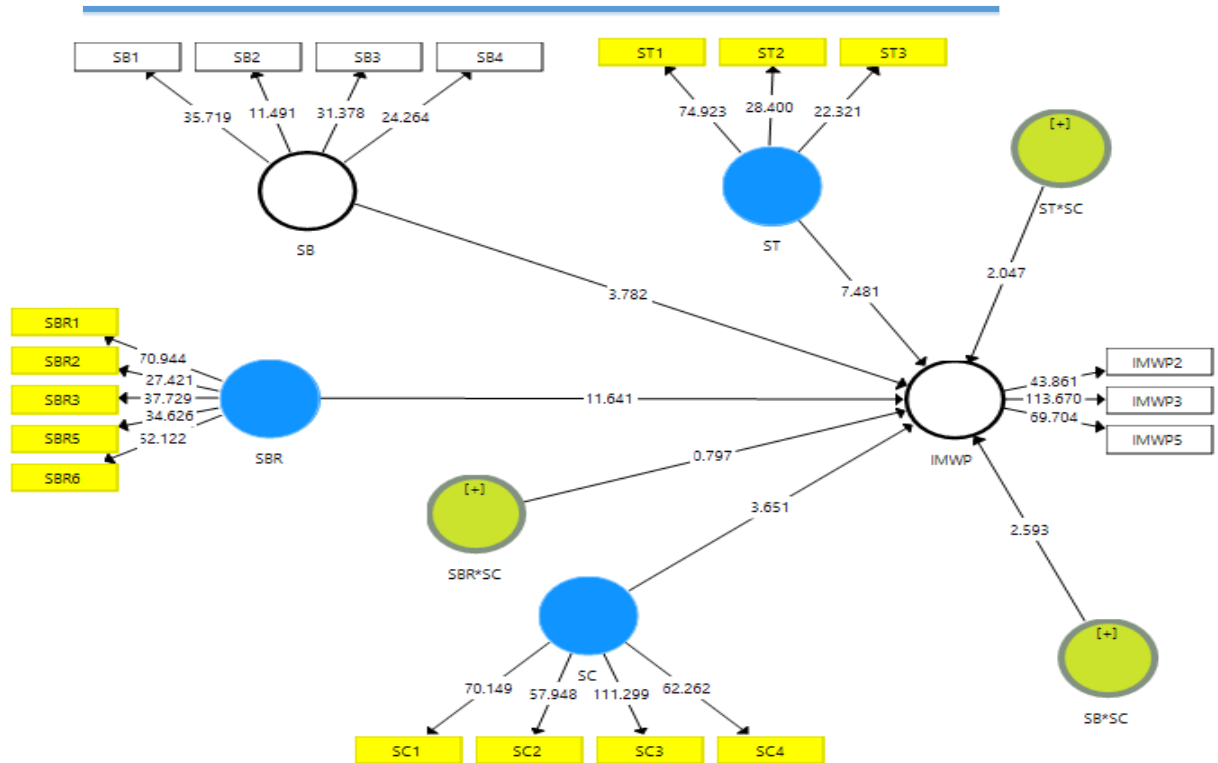 SB1 SB2 SB3 SB4 ST1 ST2 ST3
35.719 11.491 31.378 24.264 74.923 28.400 22.321
[+]
ST*SC
SB ST
2.047
3.782 7.481
SBR1
70.944
SBR2
27.421
SBR3
37.729
SBR5
34.626
SBR6
52.122
SBR
11.641
IMWP2
43.861
IMWP3
113.670
IMWP5
69.704
IMWP
0.797
[+]
SBR*SC
3.651
2.593
[+]
SB*SC
SC
70.149 57.948 111.299 62.262
SC1 SC2 SC3 SC4